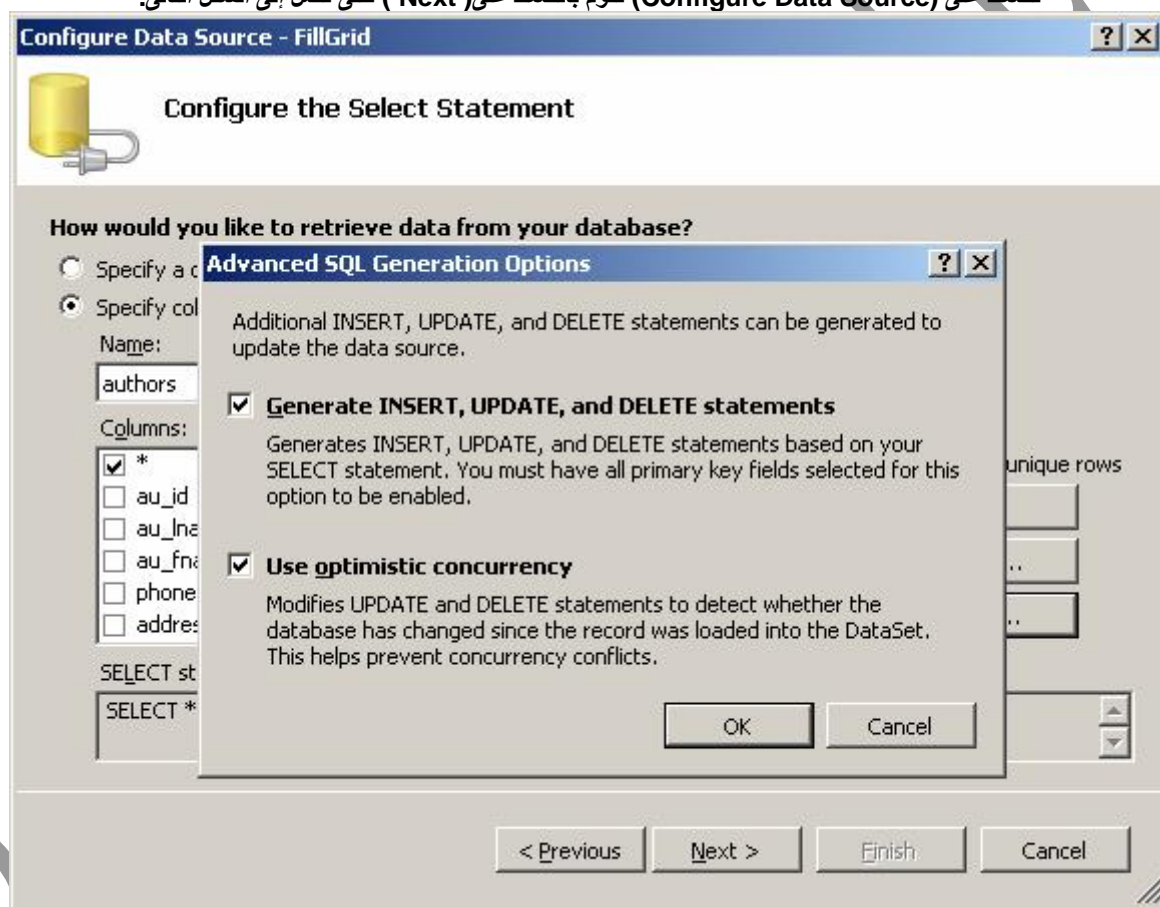 (Configure Data Source) ( Next )
Configure Data Source - FillGrid
Configure the Select Statement
How would you like to retrieve data from your database?
Specify a c
Specify col
Name:
authors
Columns:
*
au_id
au_lna
au_fna
phone
addres
SELECT st
SELECT *
unique rows
..
..
Advanced SQL Generation Options
Additional INSERT, UPDATE, and DELETE statements can be generated to
update the data source.
Generate INSERT, UPDATE, and DELETE statements
Generates INSERT, UPDATE, and DELETE statements based on your
SELECT statement. You must have all primary key fields selected for this
option to be enabled.
Use optimistic concurrency
Modifies UPDATE and DELETE statements to detect whether the
database has changed since the record was loaded into the DataSet.
This helps prevent concurrency conflicts.
OK Cancel
< Previous Next > Finish Cancel